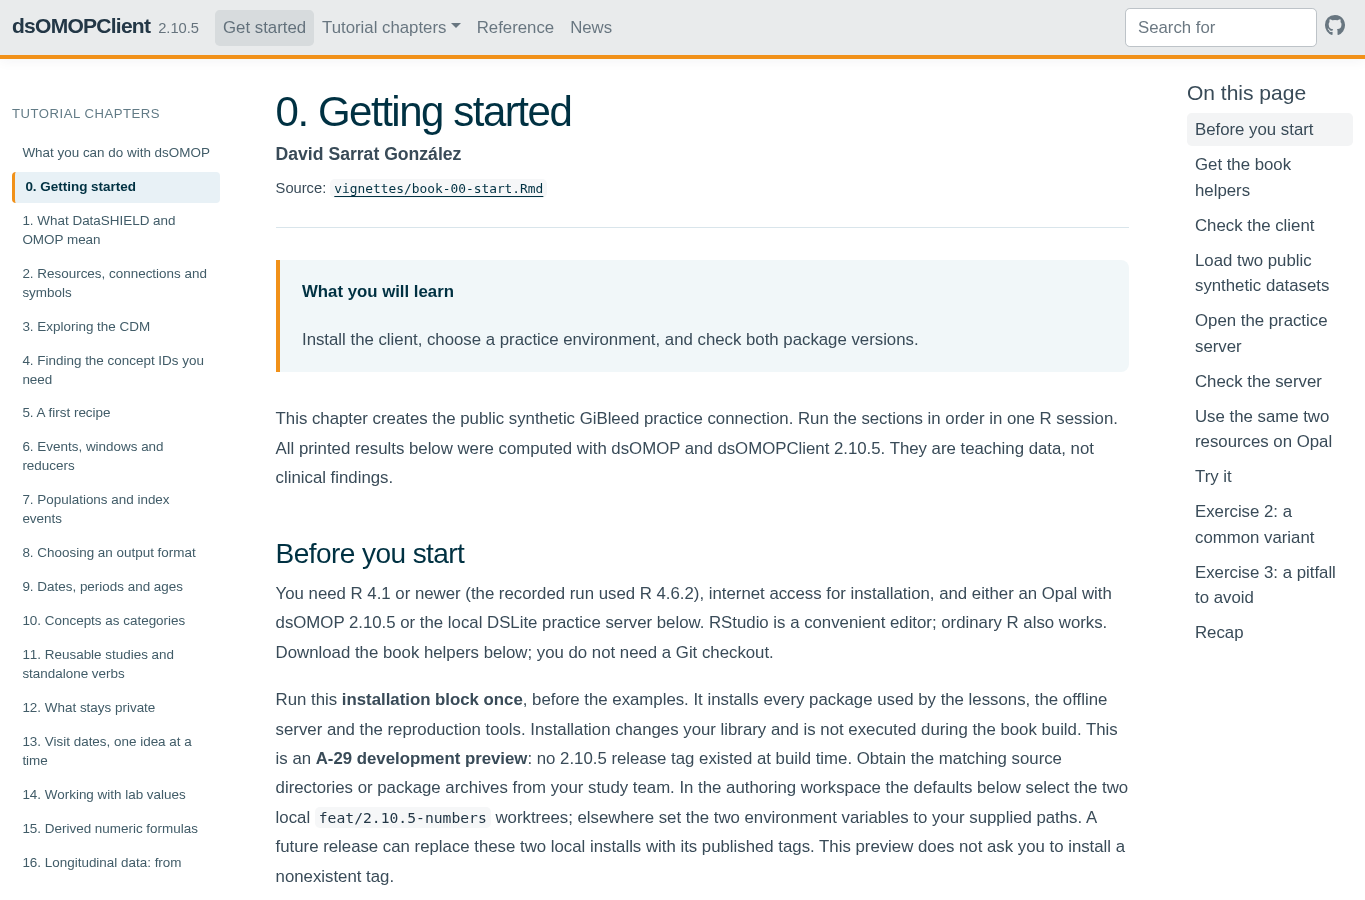 dsOMOPClient 2.10.5 Get started Tutorial chapters Reference News Search for
TUTORIAL CHAPTERS
What you can do with dsOMOP
0. Getting started
1. What DataSHIELD and
OMOP mean
2. Resources, connections and
symbols
3. Exploring the CDM
4. Finding the concept IDs you
need
5. A first recipe
6. Events, windows and
reducers
7. Populations and index
events
8. Choosing an output format
9. Dates, periods and ages
10. Concepts as categories
11. Reusable studies and
standalone verbs
12. What stays private
13. Visit dates, one idea at a
time
14. Working with lab values
15. Derived numeric formulas
16. Longitudinal data: from
0. Getting started
David Sarrat González
Source: vignettes/book-00-start.Rmd
What you will learn
Install the client, choose a practice environment, and check both package versions.
This chapter creates the public synthetic GiBleed practice connection. Run the sections in order in one R session.
All printed results below were computed with dsOMOP and dsOMOPClient 2.10.5. They are teaching data, not
clinical findings.
Before you start
You need R 4.1 or newer (the recorded run used R 4.6.2), internet access for installation, and either an Opal with
dsOMOP 2.10.5 or the local DSLite practice server below. RStudio is a convenient editor; ordinary R also works.
Download the book helpers below; you do not need a Git checkout.
Run this installation block once, before the examples. It installs every package used by the lessons, the offline
server and the reproduction tools. Installation changes your library and is not executed during the book build. This
is an A-29 development preview: no 2.10.5 release tag existed at build time. Obtain the matching source
directories or package archives from your study team. In the authoring workspace the defaults below select the two
local feat/2.10.5-numbers worktrees; elsewhere set the two environment variables to your supplied paths. A
future release can replace these two local installs with its published tags. This preview does not ask you to install a
nonexistent tag.
On this page
Before you start
Get the book
helpers
Check the client
Load two public
synthetic datasets
Open the practice
server
Check the server
Use the same two
resources on Opal
Try it
Exercise 2: a
common variant
Exercise 3: a pitfall
to avoid
Recap